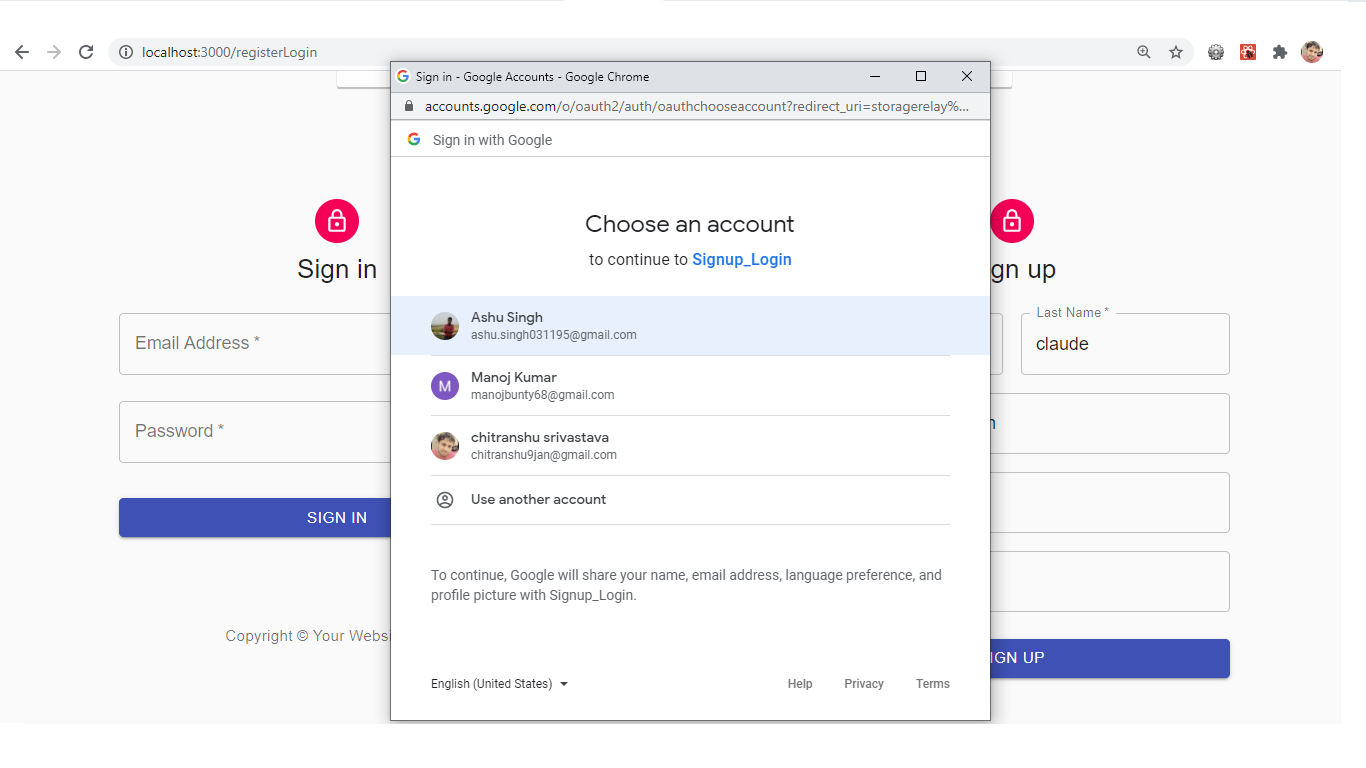 localhost:3000/registerLogin
Sign in - Google Accounts - Google Chrome
accounts.google.com/o/oauth2/auth/oauthchooseaccount?redirect_uri=storagerelay%...
Sign in with Google
Choose an account
to continue to Signup_Login
Ashu Singh
ashu.singh031195@gmail.com
M
Manoj Kumar
manojbunty68@gmail.com
chitranshu srivastava
chitranshu9jan@gmail.com
Use another account
To continue, Google will share your name, email address, language preference, and
profile picture with Signup_Login.
English (United States)
Help Privacy Terms
Sign in
Email Address *
Password *
SIGN IN
Copyright © Your Websi
gn up
Last Name *
claude
IGN UP